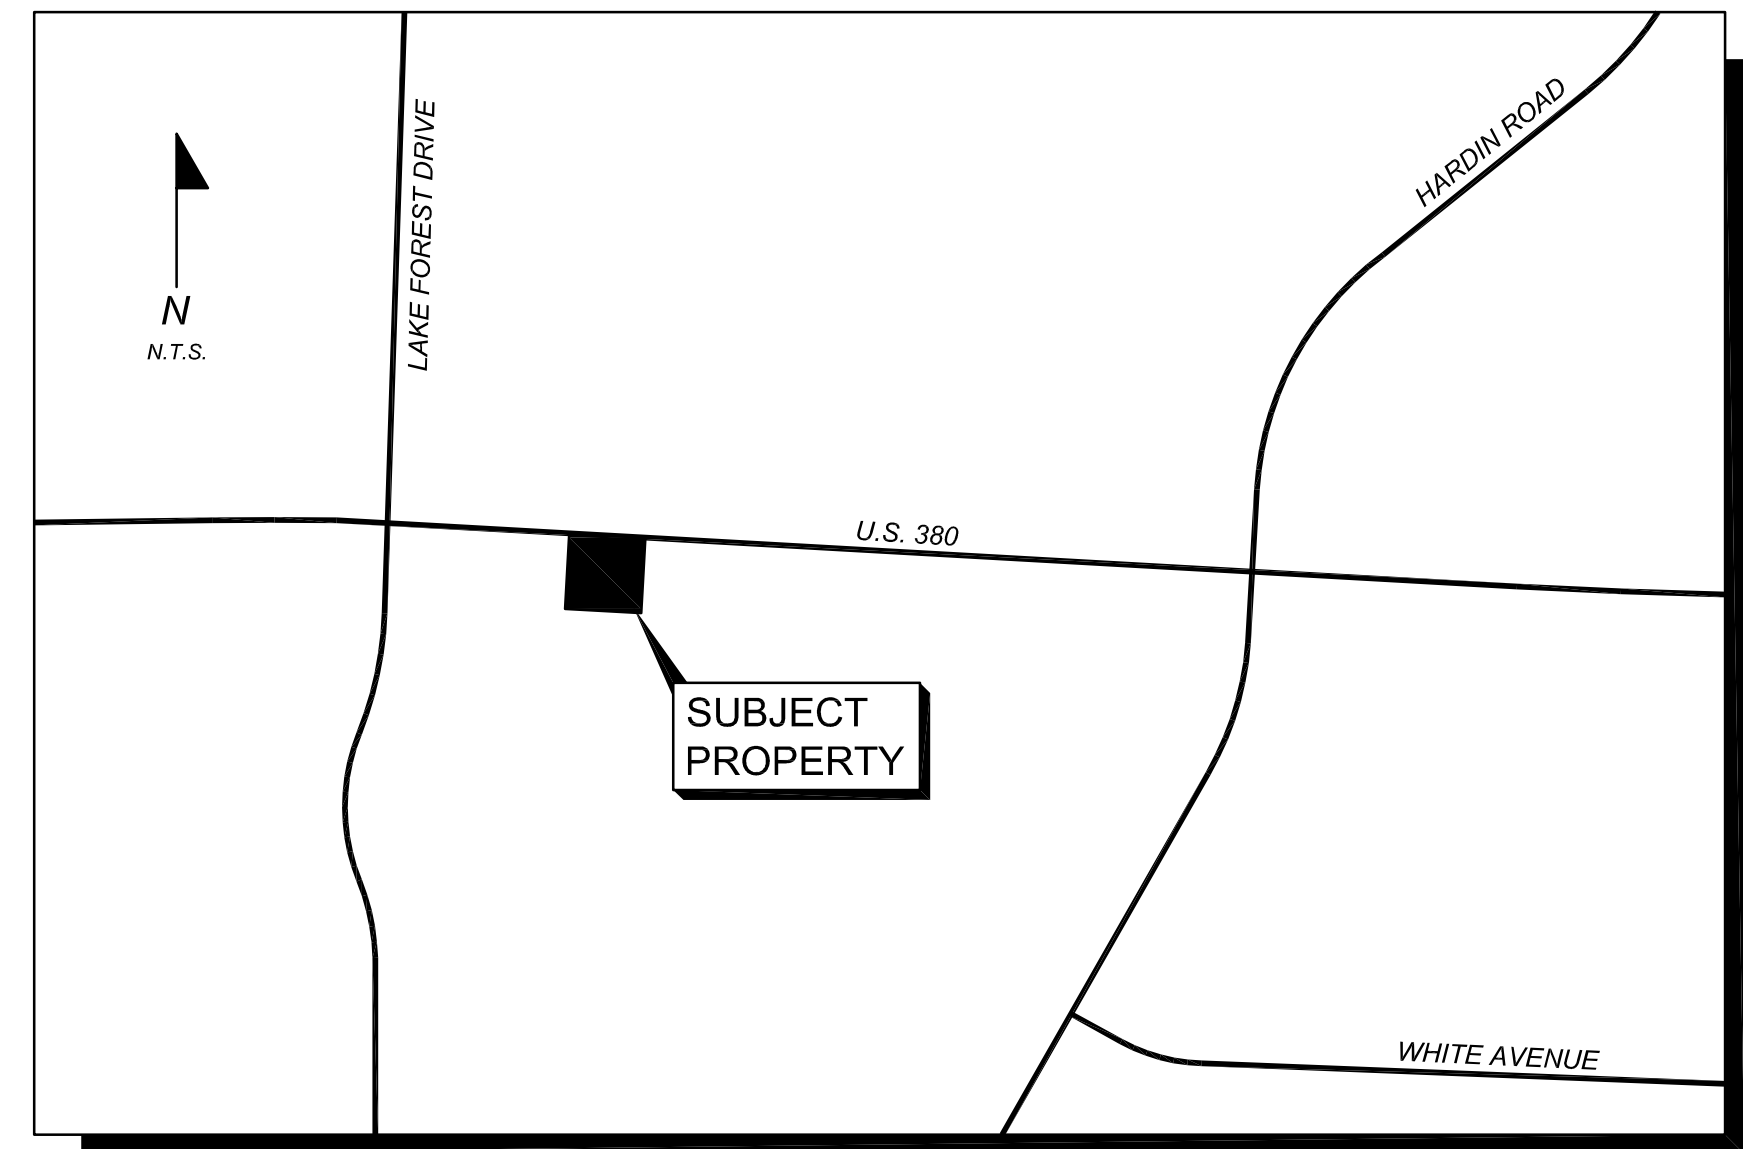 HARDIN ROAD
LAKE FOREST DRIVE
N
N.T.S.
U.S. 380
SUBJECT
PROPERTY
WHITE AVENUE